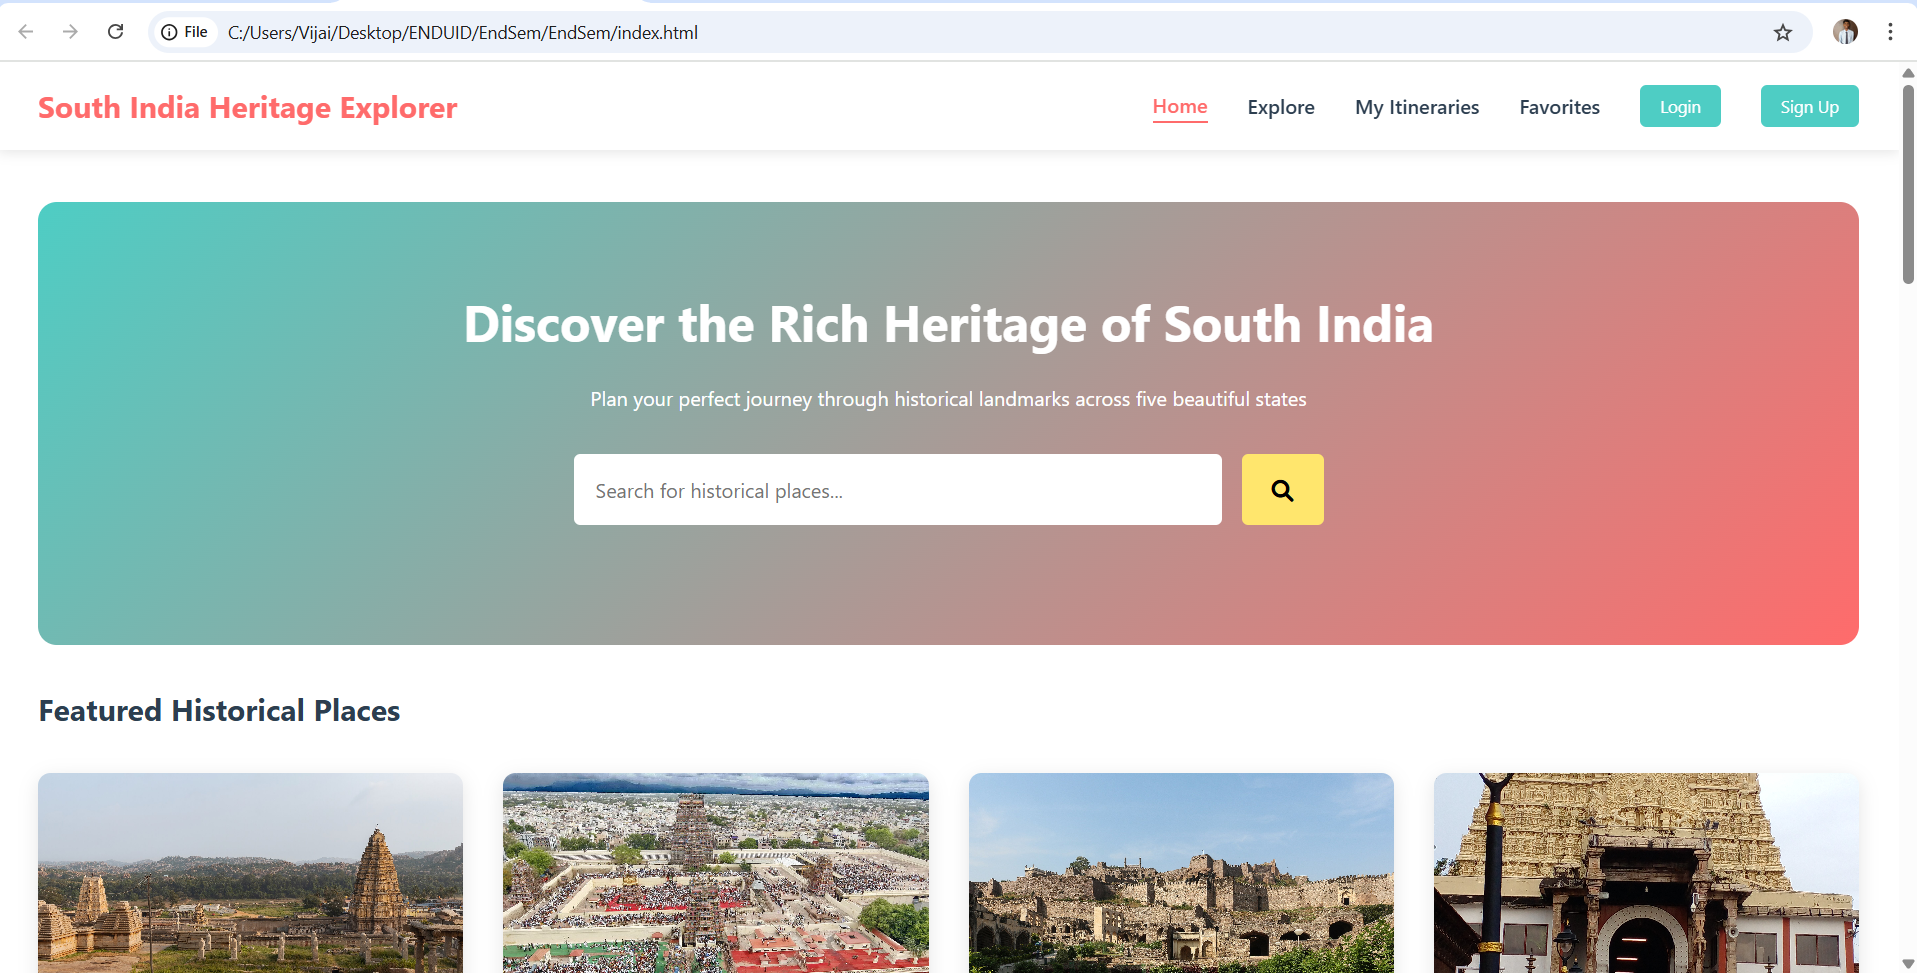 File C:/Users/Vijai/Desktop/ENDUID/EndSem/EndSem/index.html
South India Heritage Explorer
Home Explore My Itineraries Favorites Login Sign Up
Discover the Rich Heritage of South India
Plan your perfect journey through historical landmarks across five beautiful states
Search for historical places...
Featured Historical Places